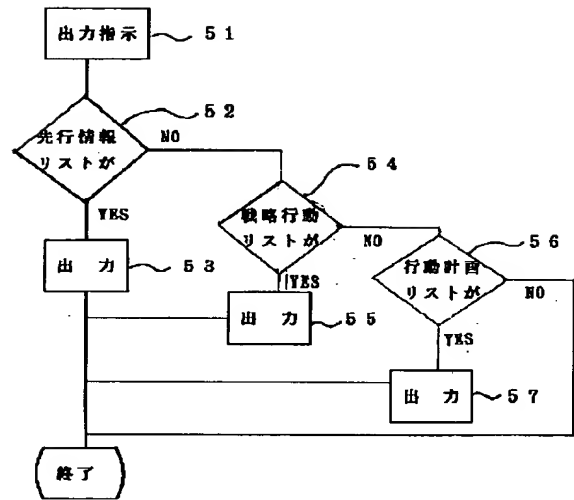 出力指示
51
先行情報
リストが
52
NO
YES
戦略行動
リストが
54
NO
YES
行動計画
リストが
56
NO
YES
出 力
53
出 力
55
出 力
57
終了